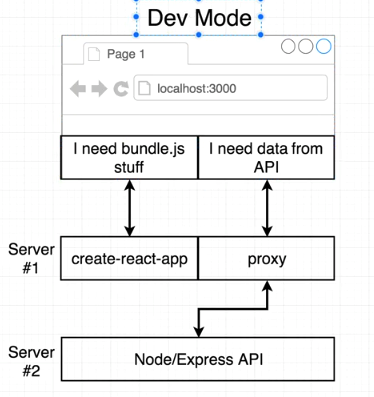 Dev Mode
Page 1
localhost:3000
I need bundle.js
stuff
I need data from
API
Server
#1
create-react-app
proxy
Server
#2
Node/Express API